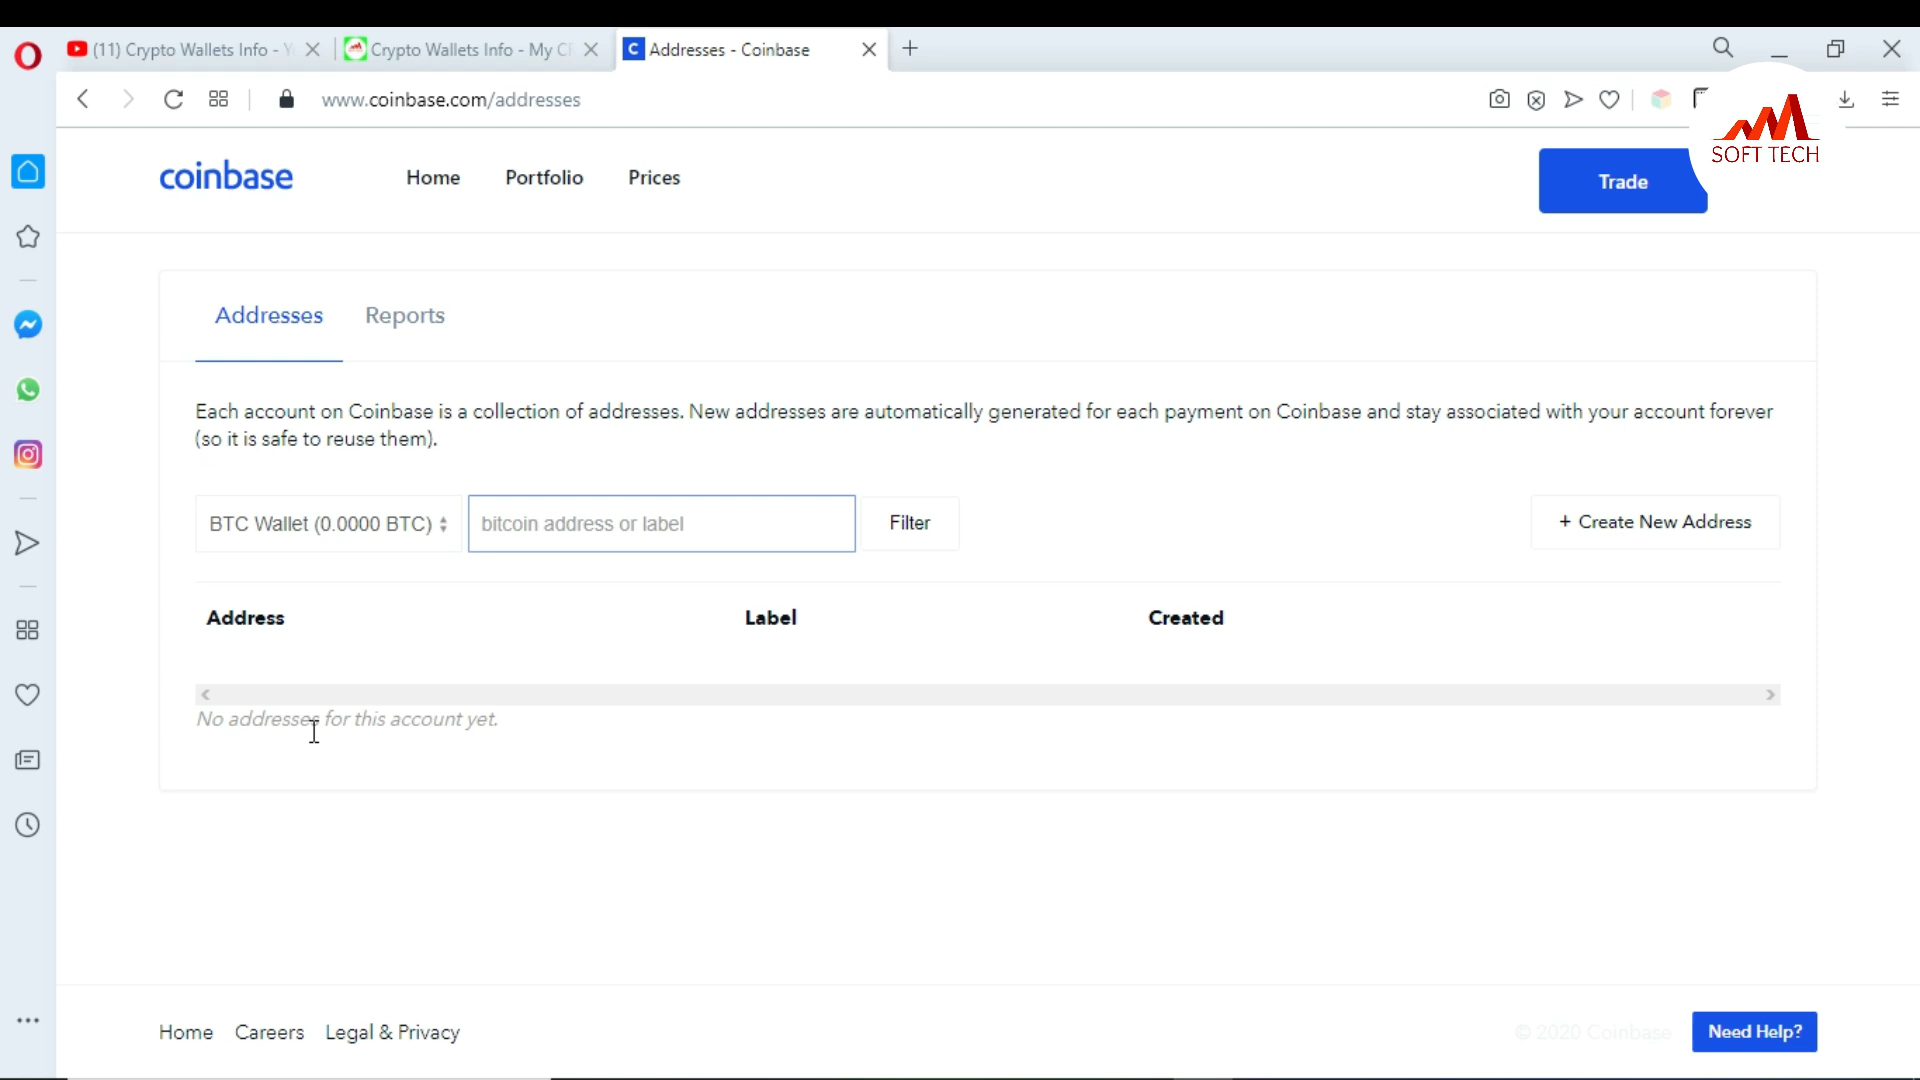 (11) Crypto Wallets Info - Y
Crypto Wallets Info - My C
C Addresses - Coinbase
www.coinbase.com/addresses
SOFT TECH
coinbase
Home
Portfolio
Prices
Trade
Addresses
Reports
Each account on Coinbase is a collection of addresses. New addresses are automatically generated for each payment on Coinbase and stay associated with your account forever
(so it is safe to reuse them).
BTC Wallet (0.0000 BTC)
bitcoin address or label
Filter
+ Create New Address
Address
Label
Created
No addresses for this account yet.
Home
Careers
Legal & Privacy
© 2020 Coinbase
Need Help?